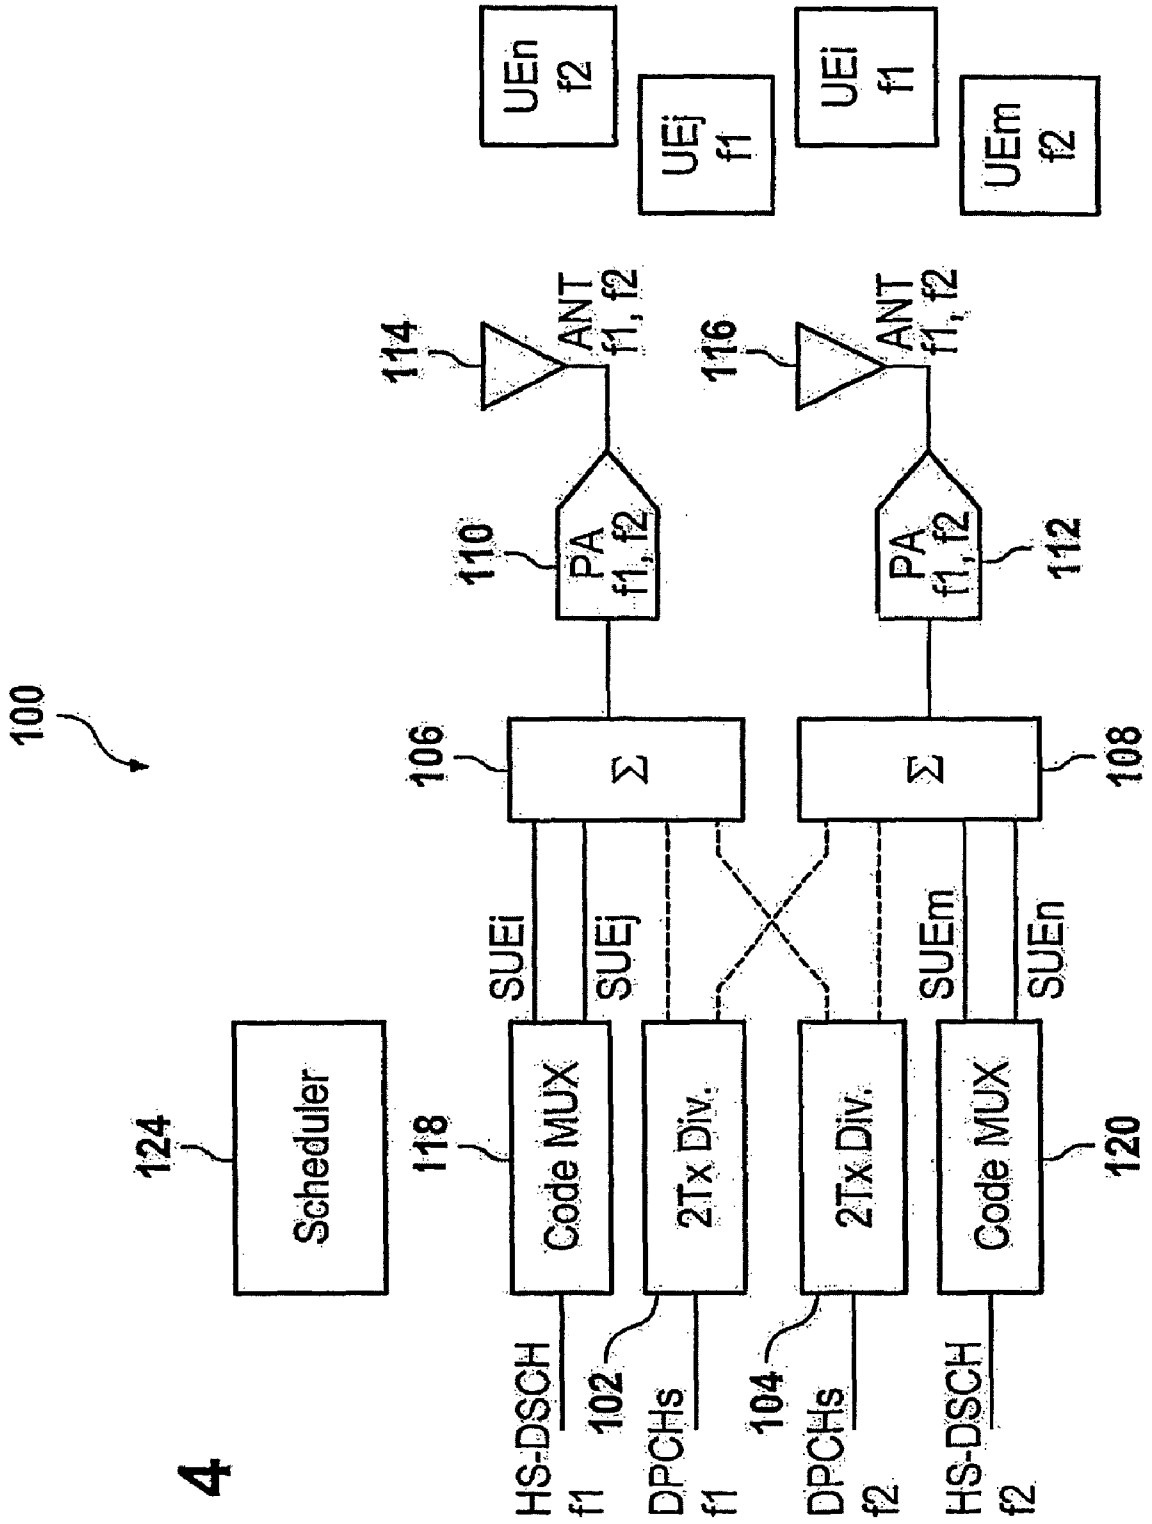 4
100
124
Scheduler
118
HS-DSCH
f1
Code MUX
SUEi
SUEj
106
Σ
110
PA
f1, f2
114
ANT
f1, f2
UEn
f2
UEj
f1
102
DPCHs
f1
2Tx Div.
104
DPCHs
f2
2Tx Div.
HS-DSCH
f2
Code MUX
120
SUEm
SUEn
Σ
108
PA
f1, f2
112
116
ANT
f1, f2
UEi
f1
UEm
f2